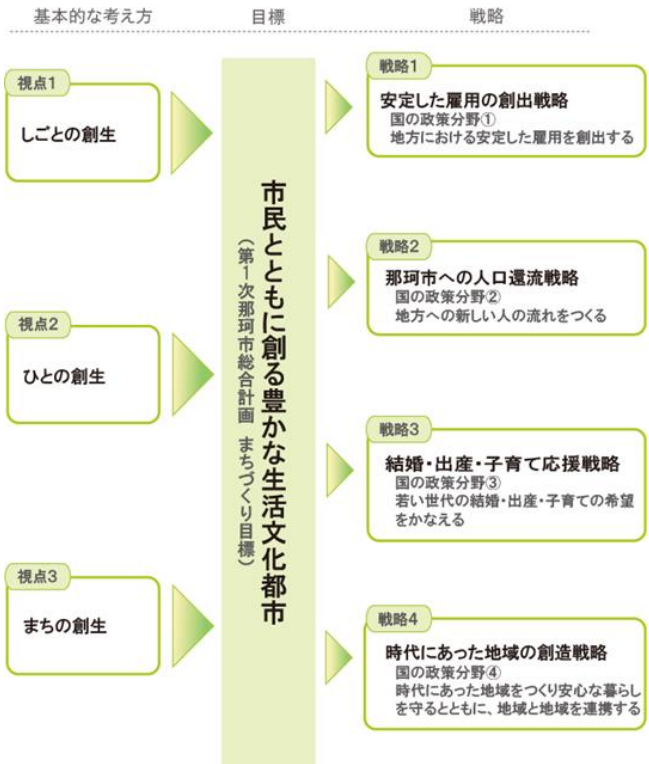 基本的な考え方
目標
戦略
視点1
しごとの創生
視点2
ひとの創生
視点3
まちの創生
市民とともに創る豊かな生活文化都市
（第1次那珂市総合計画 まちづくり目標）
戦略1
安定した雇用の創出戦略
国の政策分野①
地方における安定した雇用を創出する
戦略2
那珂市への人口還流戦略
国の政策分野②
地方への新しい人の流れをつくる
戦略3
結婚・出産・子育て応援戦略
国の政策分野③
若い世代の結婚・出産・子育ての希望
をかなえる
戦略4
時代にあった地域の創造戦略
国の政策分野④
時代にあった地域をつくり安心な暮らし
を守るとともに、地域と地域を連携する